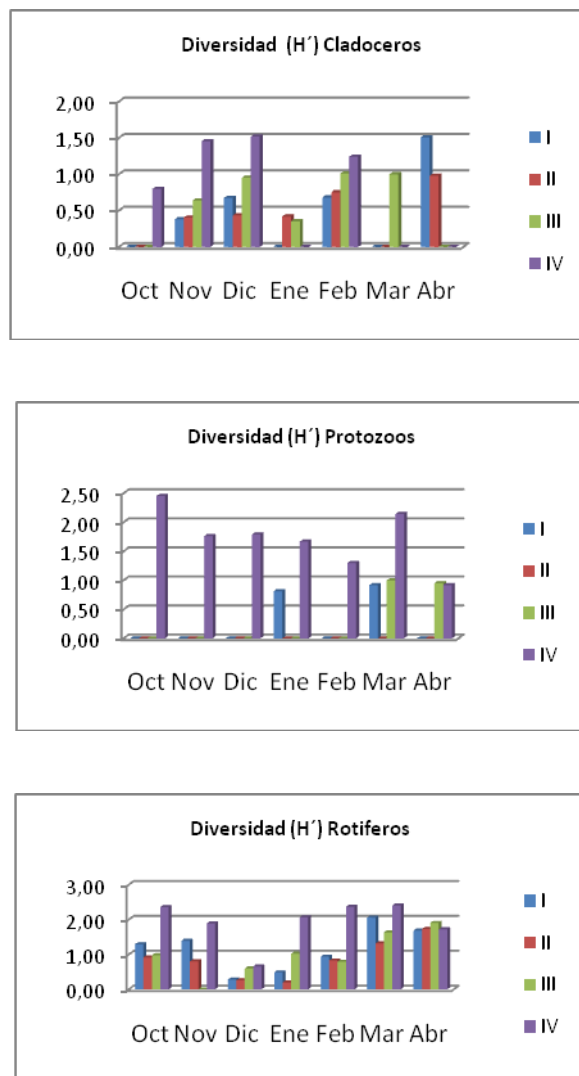 Diversidad (H´) Cladoceros
2,00
1,50
1,00
0,50
0,00
Oct Nov Dic Ene Feb Mar Abr
I
II
III
IV
Diversidad (H´) Protozoos
2,50
2,00
1,50
1,00
0,50
0,00
Oct Nov Dic Ene Feb Mar Abr
I
II
III
IV
Diversidad (H´) Rotiferos
3,00
2,00
1,00
0,00
Oct Nov Dic Ene Feb Mar Abr
I
II
III
IV